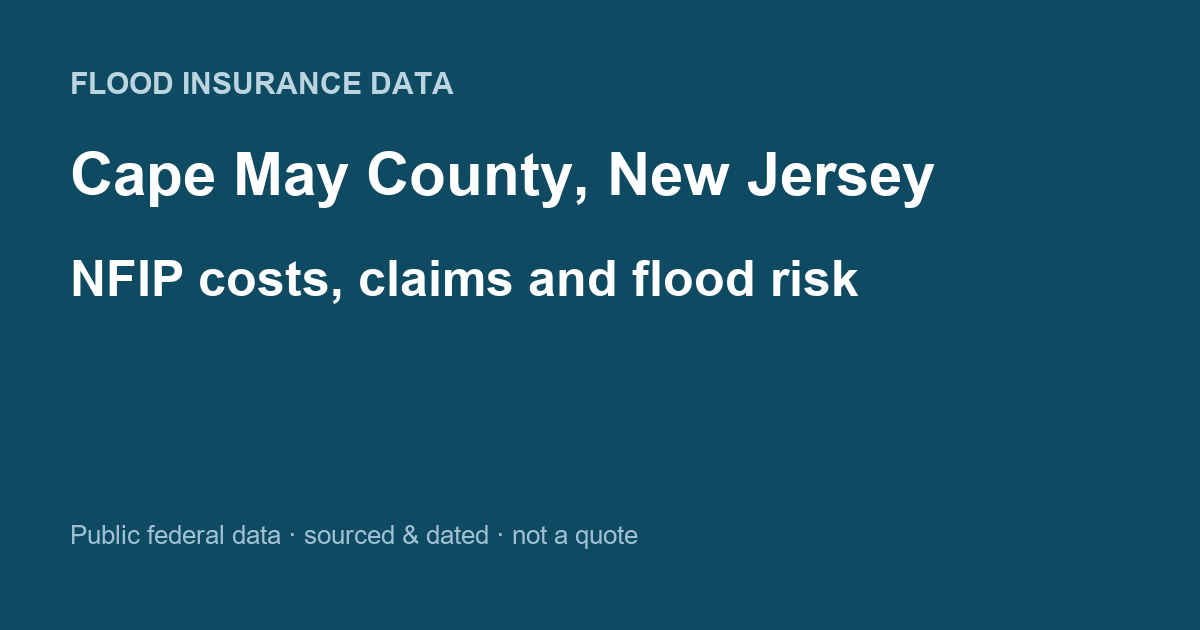 FLOOD INSURANCE DATA
Cape May County, New Jersey
NFIP costs, claims and flood risk
Public federal data · sourced & dated · not a quote